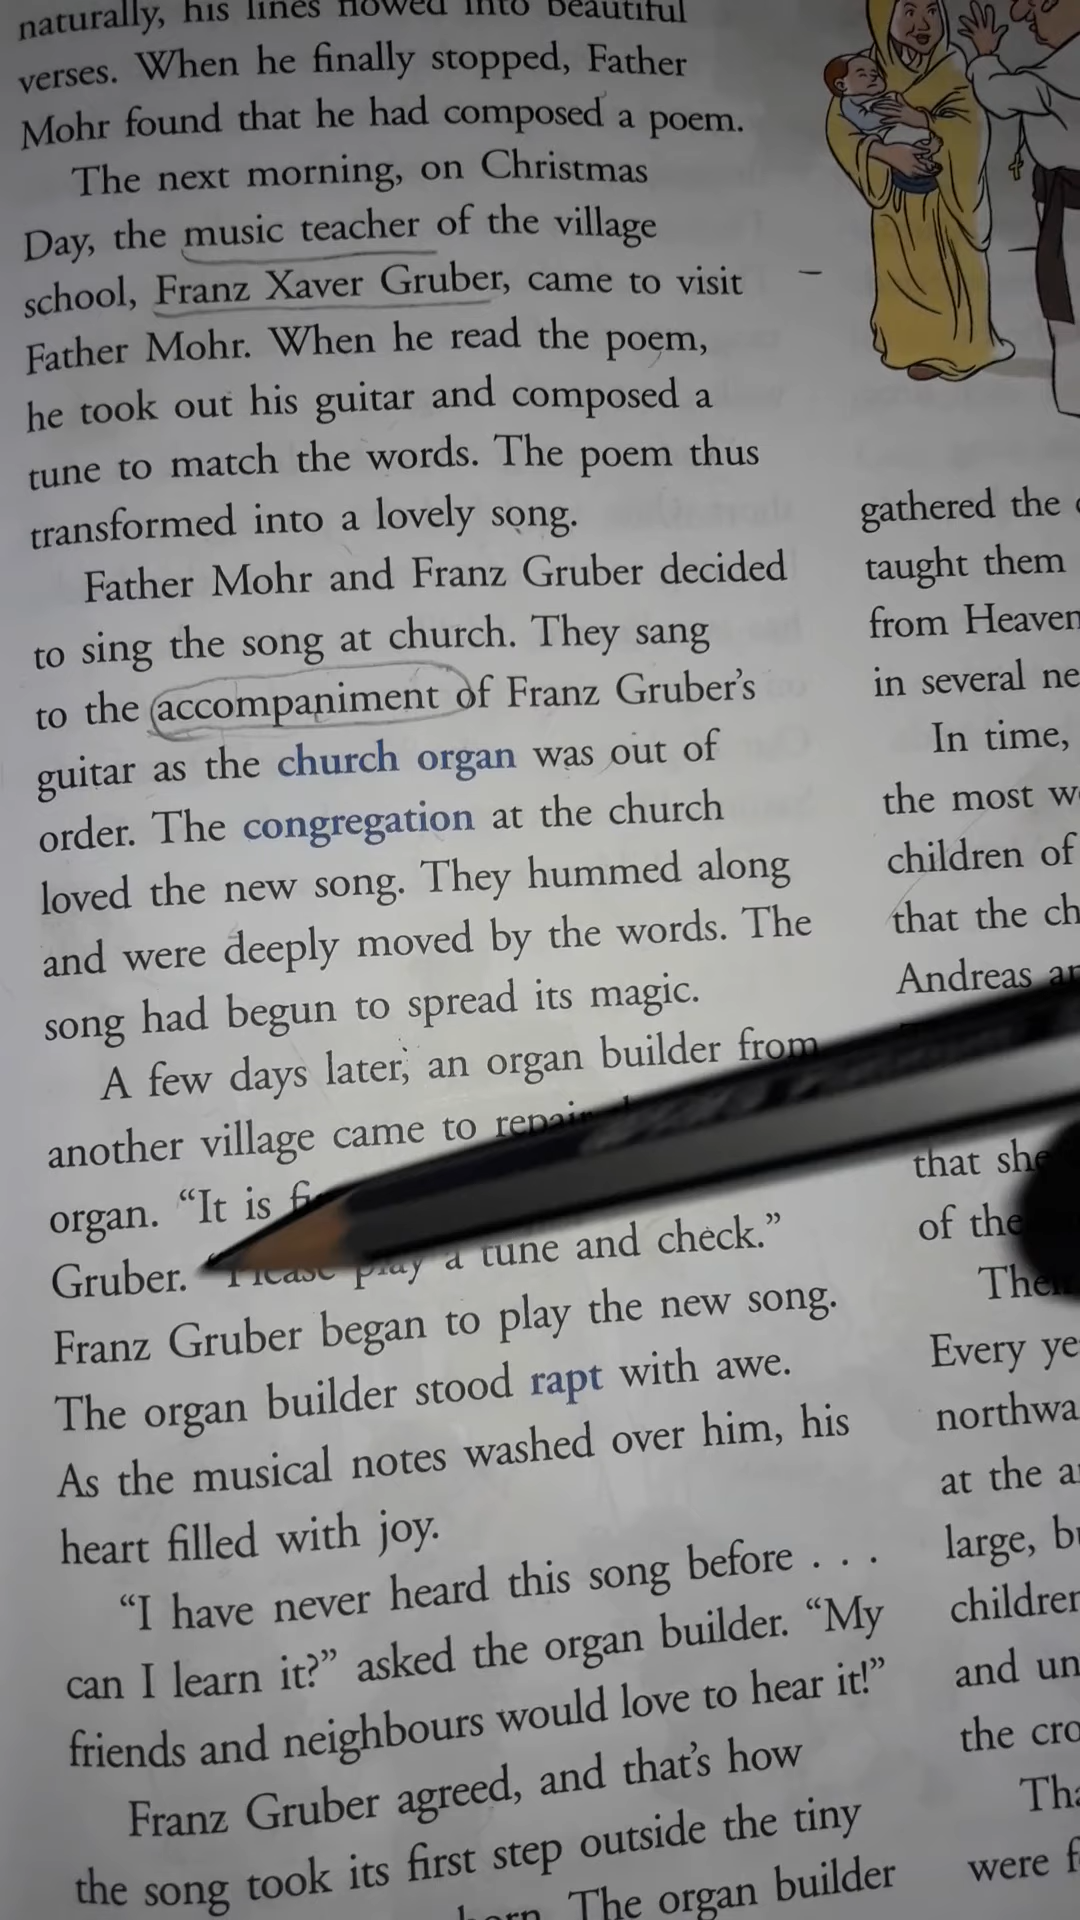 naturally, his lines flowed into beautiful
verses. When he finally stopped, Father
Mohr found that he had composed a poem.
The next morning, on Christmas
Day, the music teacher of the village
school, Franz Xaver Gruber, came to visit
Father Mohr. When he read the poem,
he took out his guitar and composed a
tune to match the words. The poem thus
transformed into a lovely song.
Father Mohr and Franz Gruber decided
to sing the song at church. They sang
to the accompaniment of Franz Gruber's
guitar as the church organ was out of
order. The congregation at the church
loved the new song. They hummed along
and were deeply moved by the words. The
song had begun to spread its magic.
A few days later, an organ builder from
another village came to repair
organ. “It is
Gruber. “Please play a tune and check.”
Franz Gruber began to play the new song.
The organ builder stood rapt with awe.
As the musical notes washed over him, his
heart filled with joy.
“I have never heard this song before . . .
can I learn it?” asked the organ builder. “My
friends and neighbours would love to hear it!”
Franz Gruber agreed, and that's how
the song took its first step outside the tiny
The organ builder
gathered the
taught them
from Heaven
in several
In time,
the most
children of
that the
Andreas
that she
of the
Every
at the
large,
children
and
the
were